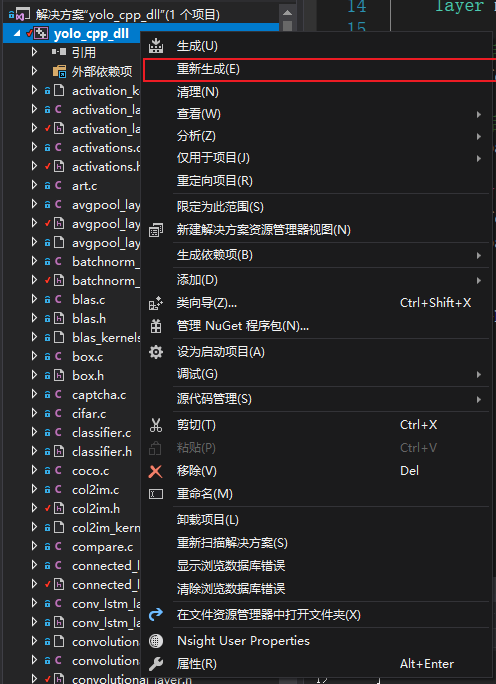 解决方案"yolo_cpp_dll"(1 个项目)
yolo_cpp_dll
引用
外部依赖项
activation_k
activation_la
activation_la
activations.c
activations.h
art.c
avgpool_lay
avgpool_lay
avgpool_lay
batchnorm_
batchnorm_
blas.c
blas.h
blas_kernels
box.c
box.h
captcha.c
cifar.c
classifier.c
classifier.h
coco.c
col2im.c
col2im.h
col2im_kern
compare.c
connected_l
connected_l
conv_lstm_la
conv_lstm_la
convolutional
convolutional
convolutional_layer.h
生成(U)
重新生成(E)
清理(N)
查看(W)
分析(Z)
仅用于项目(J)
重定向项目(R)
限定为此范围(S)
新建解决方案资源管理器视图(N)
生成依赖项(B)
添加(D)
类向导(Z)... Ctrl+Shift+X
管理 NuGet 程序包(N)...
设为启动项目(A)
调试(G)
源代码管理(S)
剪切(T) Ctrl+X
粘贴(P) Ctrl+V
移除(V) Del
重命名(M)
卸载项目(L)
重新扫描解决方案(S)
显示浏览数据库错误
清除浏览数据库错误
在文件资源管理器中打开文件夹(X)
Nsight User Properties
属性(R) Alt+Enter
14 layer
15